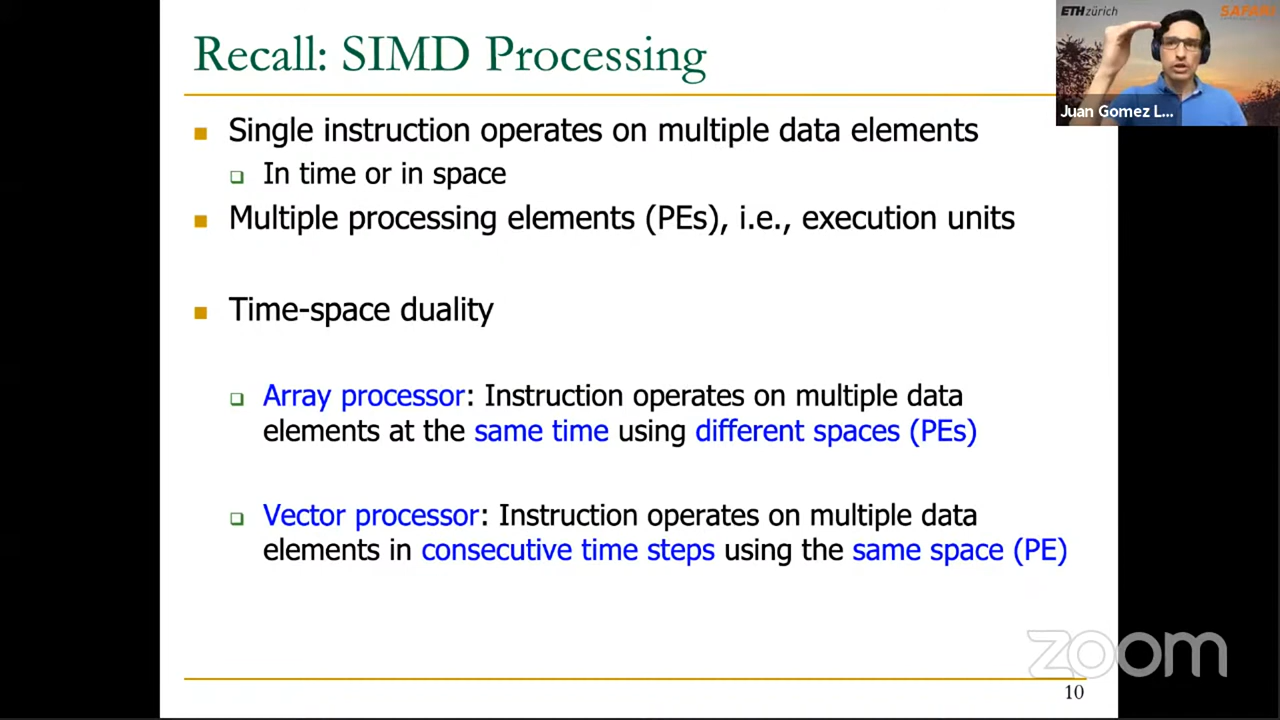 Recall: SIMD Processing
ETHzürich
SAFARI
Juan Gomez L...
Single instruction operates on multiple data elements
In time or in space
Multiple processing elements (PEs), i.e., execution units
Time-space duality
Array processor: Instruction operates on multiple data
elements at the same time using different spaces (PEs)
Vector processor: Instruction operates on multiple data
elements in consecutive time steps using the same space (PE)
zoom
10